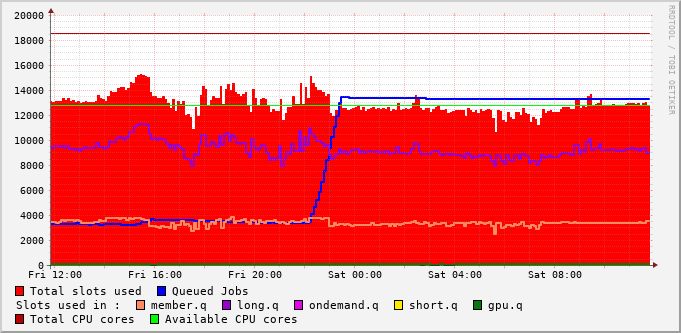 20000
18000
16000
14000
12000
10000
8000
6000
4000
2000
0
Fri 12:00 Fri 16:00 Fri 20:00 Sat 00:00 Sat 04:00 Sat 08:00
Total slots used Queued Jobs
Slots used in : member.q long.q ondemand.q short.q gpu.q
Total CPU cores Available CPU cores
RRDTOOL / TOBI OETIKER